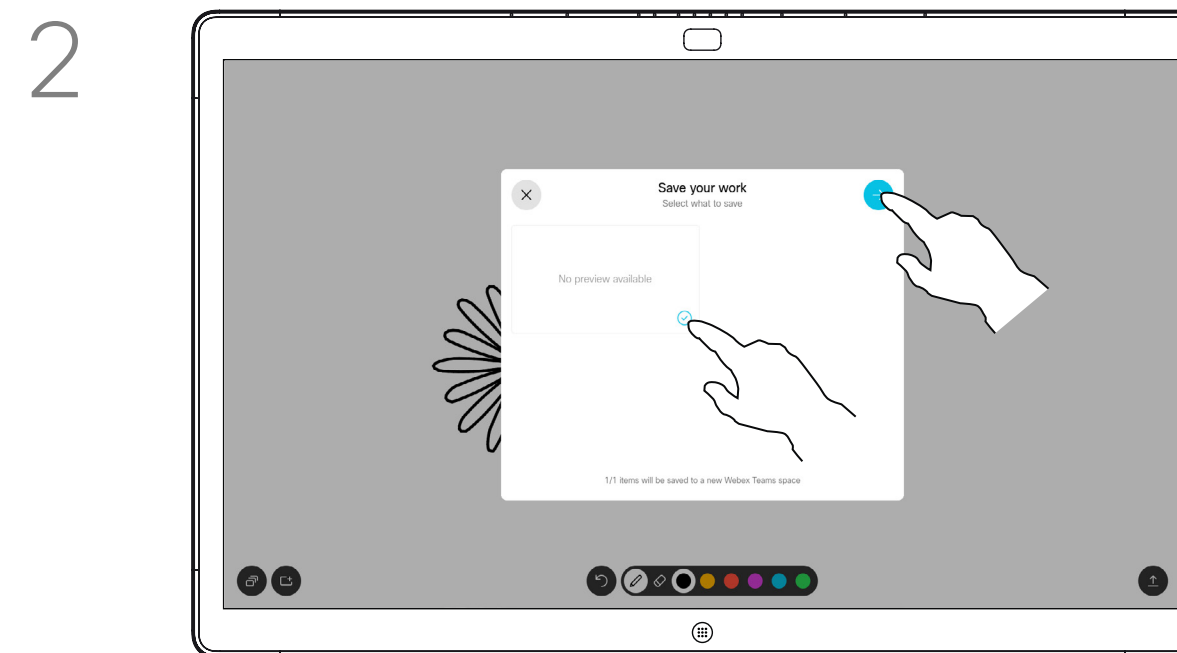 2
Save your work
Select what to save
No preview available
1/1 items will be saved to a new Webex Teams space